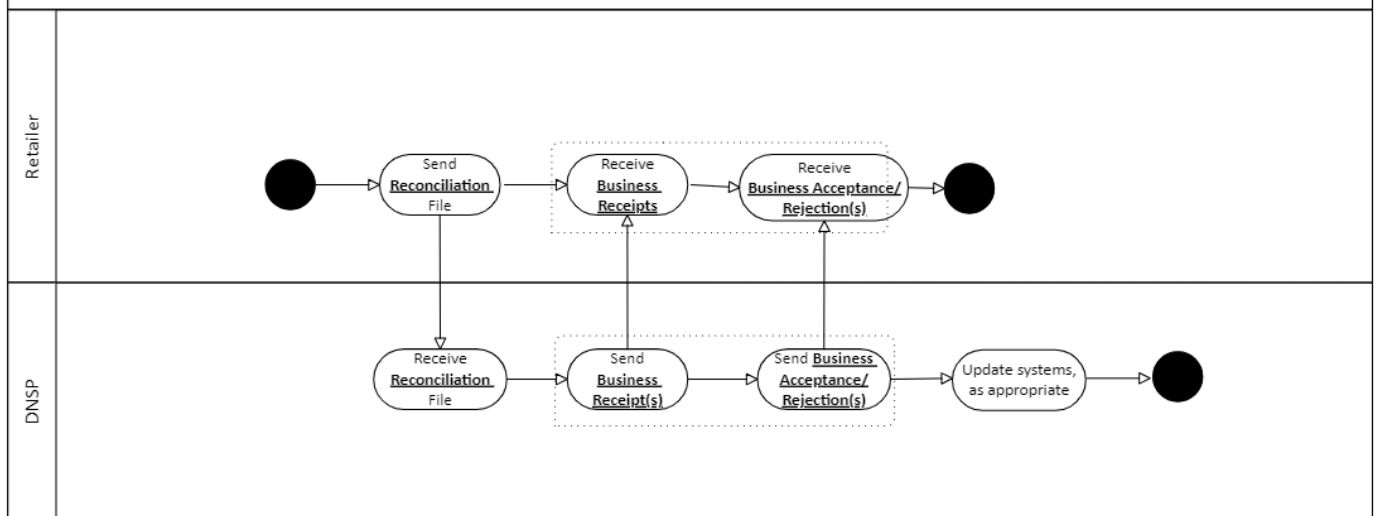 Retailer
Send
Reconciliation
File
Receive
Business
Receipts
Receive
Business Acceptance/
Rejection(s)
DNSP
Receive
Reconciliation
File
Send
Business
Receipt(s)
Send Business
Acceptance/
Rejection(s)
Update systems,
as appropriate